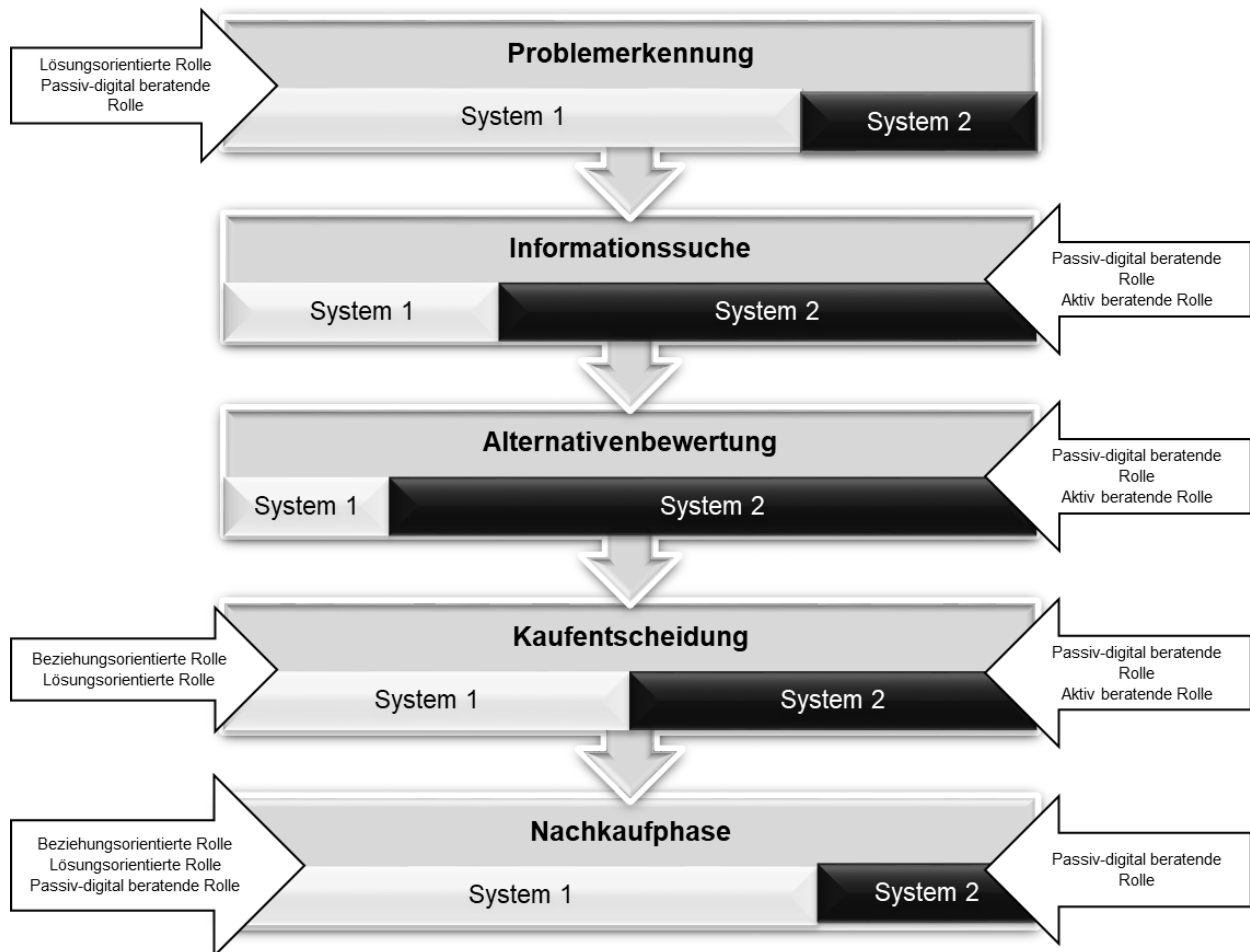 Problemerkennung
Lösungsorientierte Rolle
Passiv-digital beratende
Rolle
System 1
System 2
Informationssuche
System 1
System 2
Passiv-digital beratende
Rolle
Aktiv beratende Rolle
Alternativenbewertung
System 1
System 2
Passiv-digital beratende
Rolle
Aktiv beratende Rolle
Kaufentscheidung
Beziehungsorientierte Rolle
Lösungsorientierte Rolle
System 1
System 2
Passiv-digital beratende
Rolle
Aktiv beratende Rolle
Nachkaufphase
Beziehungsorientierte Rolle
Lösungsorientierte Rolle
Passiv-digital beratende Rolle
System 1
System 2
Passiv-digital beratende
Rolle